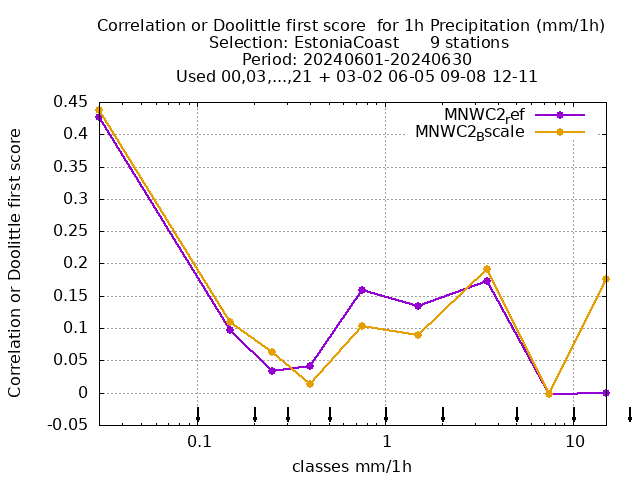 Correlation or Doolittle first score  for 1h Precipitation (mm/1h)
Selection: EstoniaCoast      9 stations
Period: 20240601-20240630
Used 00,03,...,21 + 03-02 06-05 09-08 12-11
MNWC2ref
MNWC2Bscale
Correlation or Doolittle first score
0.45
0.4
0.35
0.3
0.25
0.2
0.15
0.1
0.05
0
-0.05
0.1 1 10
classes mm/1h